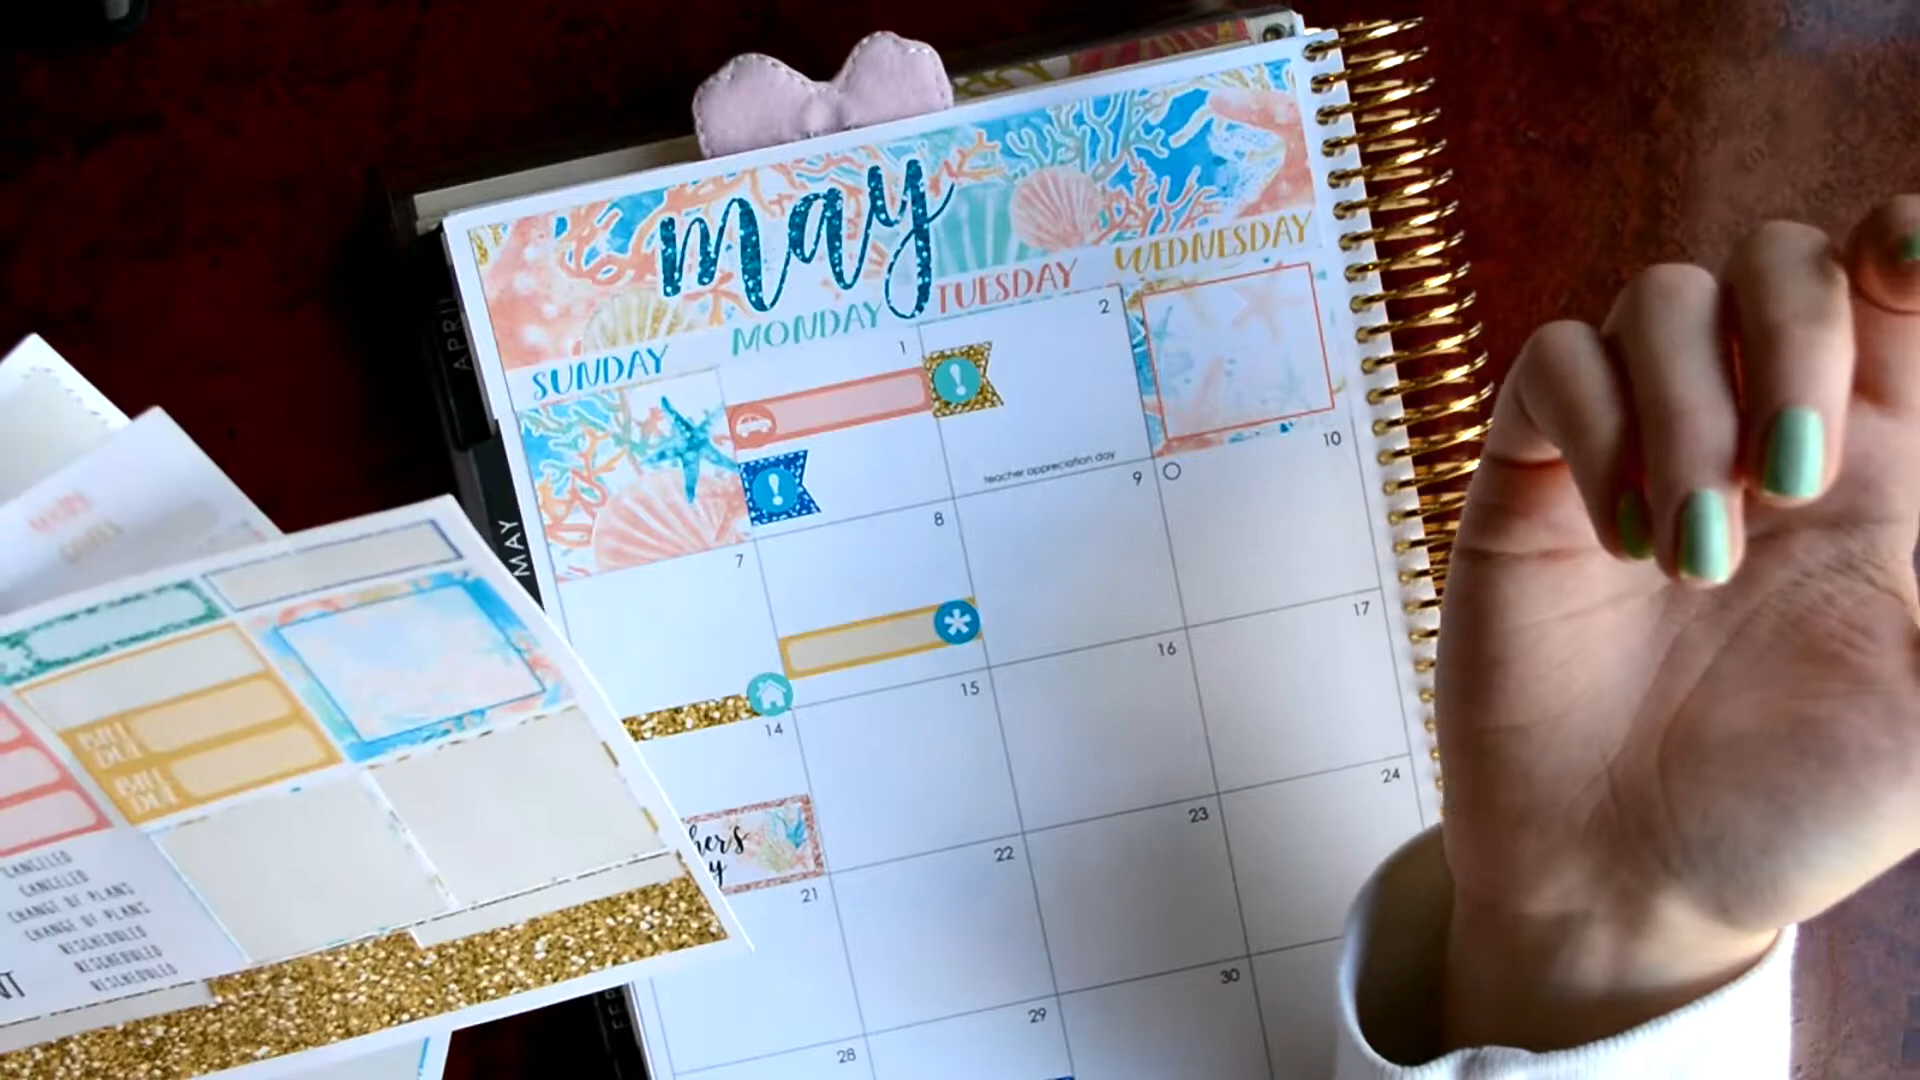 may
SUNDAY
MONDAY
TUESDAY
WEDNESDAY
1
2
teacher appreciation day
7
8
9
10
14
15
16
17
21
22
23
24
28
29
30
APRIL
MAY
BILL
DUE
BILL
DUE
CANCELED
CANCELED
CHANGE OF PLANS
CHANGE OF PLANS
RESCHEDULED
RESCHEDULED
RESCHEDULED